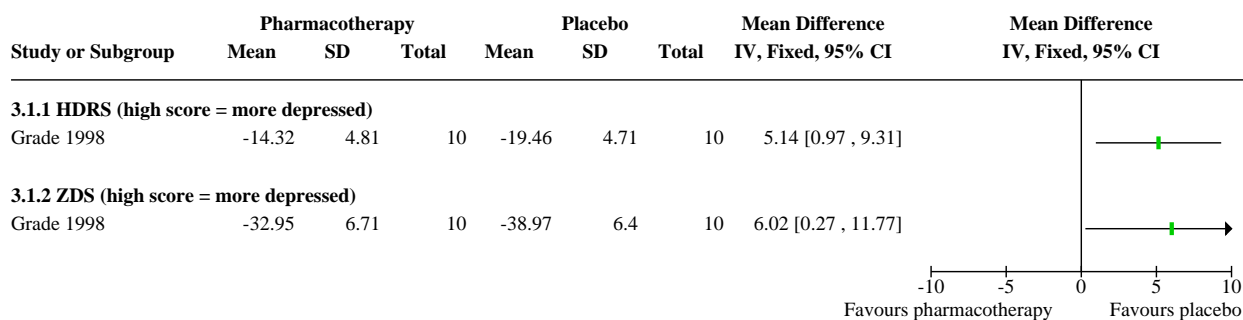 Pharmacotherapy Placebo Mean Difference Mean Difference
Study or Subgroup Mean SD Total Mean SD Total IV, Fixed, 95% CI IV, Fixed, 95% CI
3.1.1 HDRS (high score = more depressed)
Grade 1998 -14.32 4.81 10 -19.46 4.71 10 5.14 [0.97 , 9.31]
3.1.2 ZDS (high score = more depressed)
Grade 1998 -32.95 6.71 10 -38.97 6.4 10 6.02 [0.27 , 11.77]
-10 -5 0 5 10
Favours pharmacotherapy Favours placebo